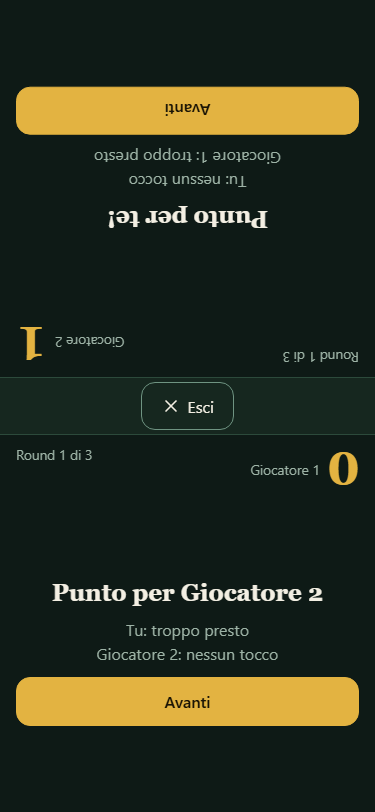 Punto per te!
Tu: nessun tocco
Giocatore 1: troppo presto
Avanti
Round 1 di 3
Giocatore 2 1
Esci
Round 1 di 3
Giocatore 1 0
Punto per Giocatore 2
Tu: troppo presto
Giocatore 2: nessun tocco
Avanti